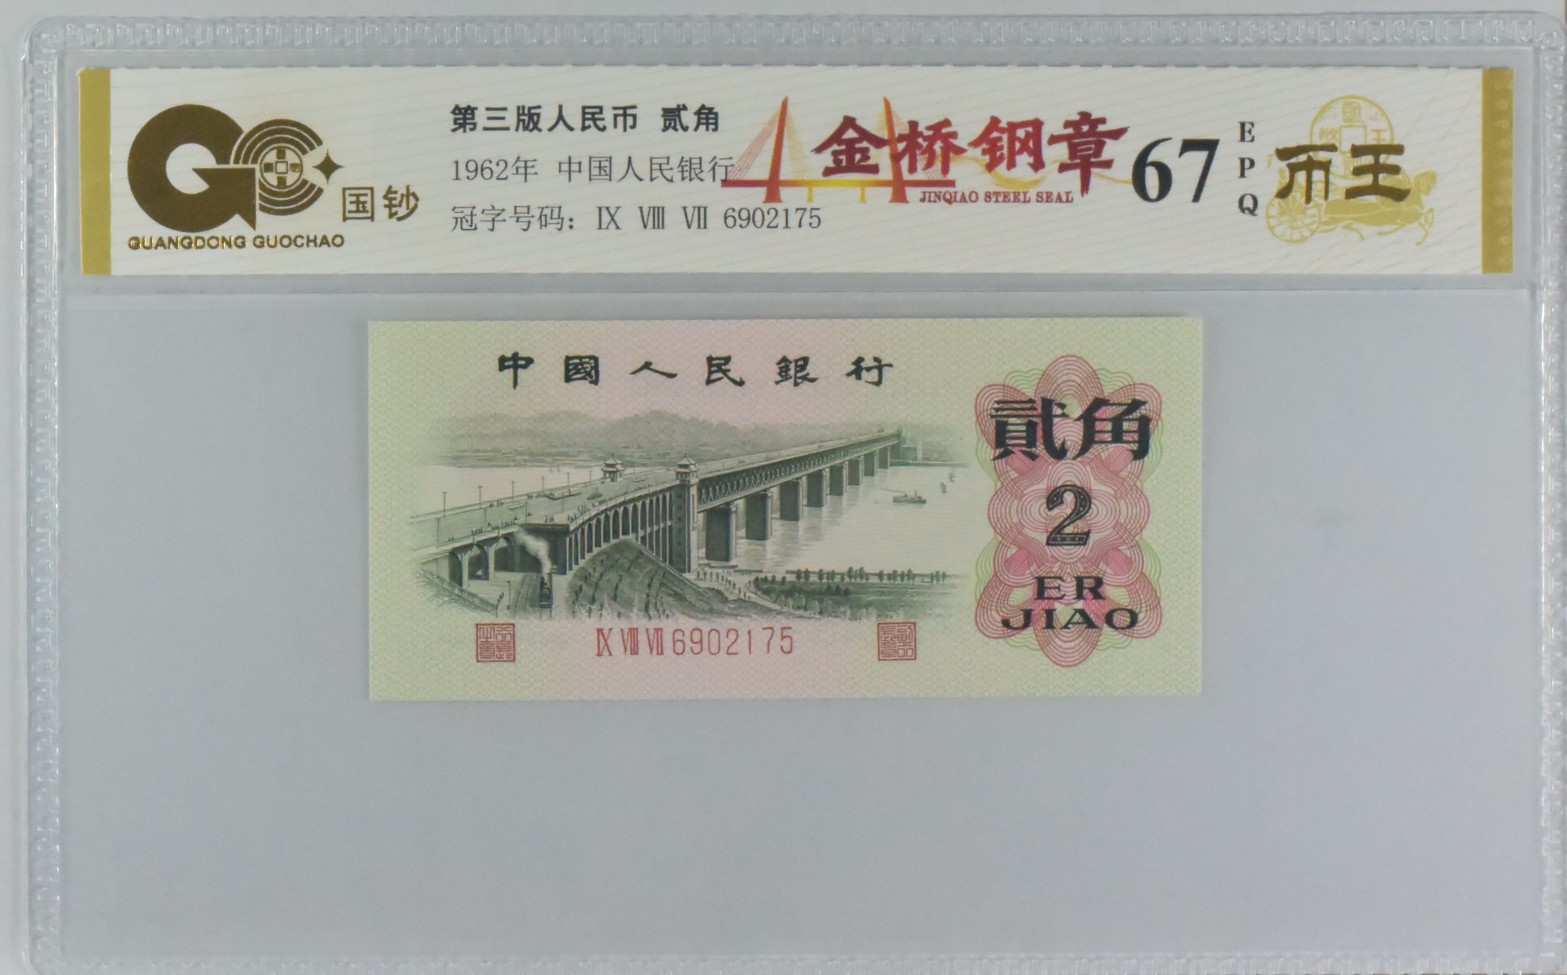 国钞
GUANGDONG GUOCHAO
第三版人民币 贰角
1962年 中国人民银行
冠字号码：Ⅸ Ⅷ Ⅶ 6902175
金桥钢章
JINQIAO STEEL SEAL
67
E
P
Q
币王
中國人民銀行
貳角
2
ER
JIAO
Ⅸ Ⅷ Ⅶ 6902175